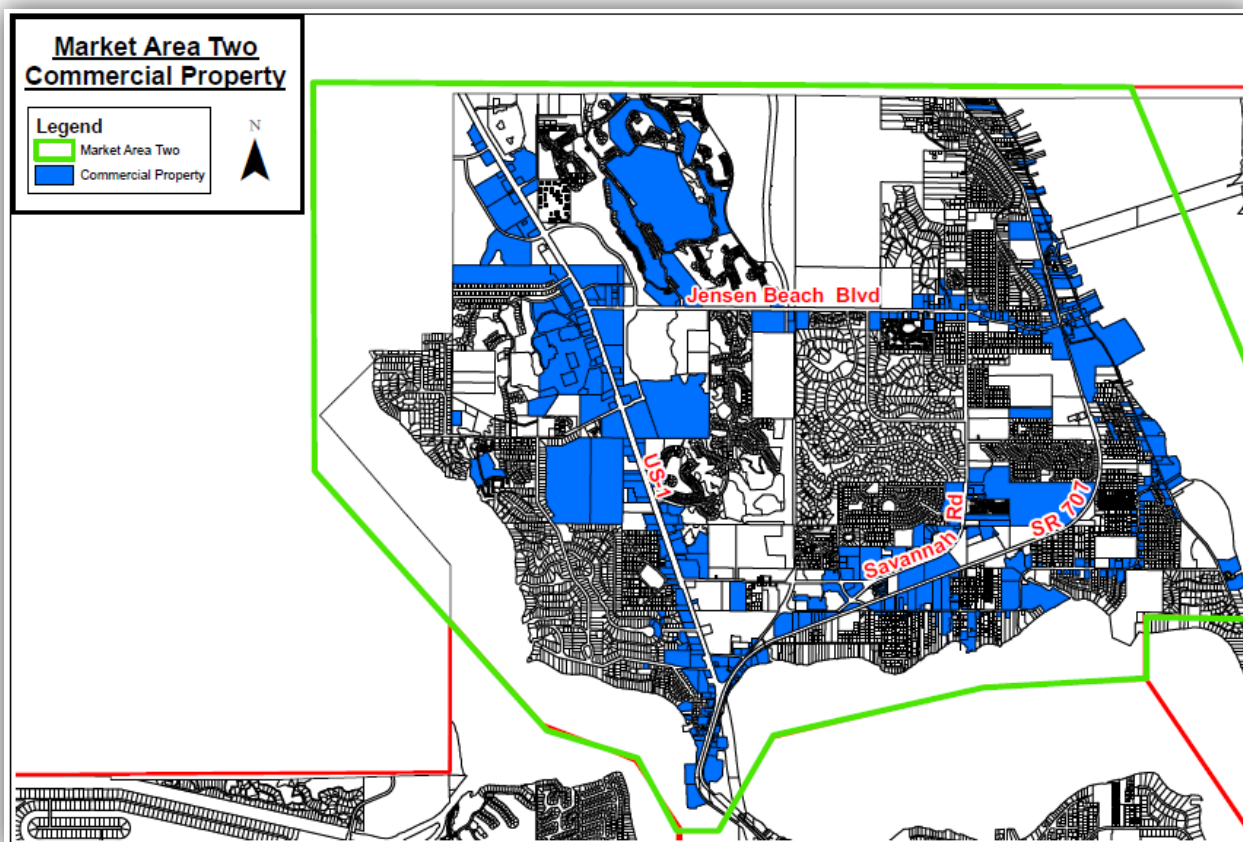 Market Area Two
Commercial Property
Legend
Market Area Two
Commercial Property
N
Jensen Beach Blvd
US-1
Savannah Rd
SR 707